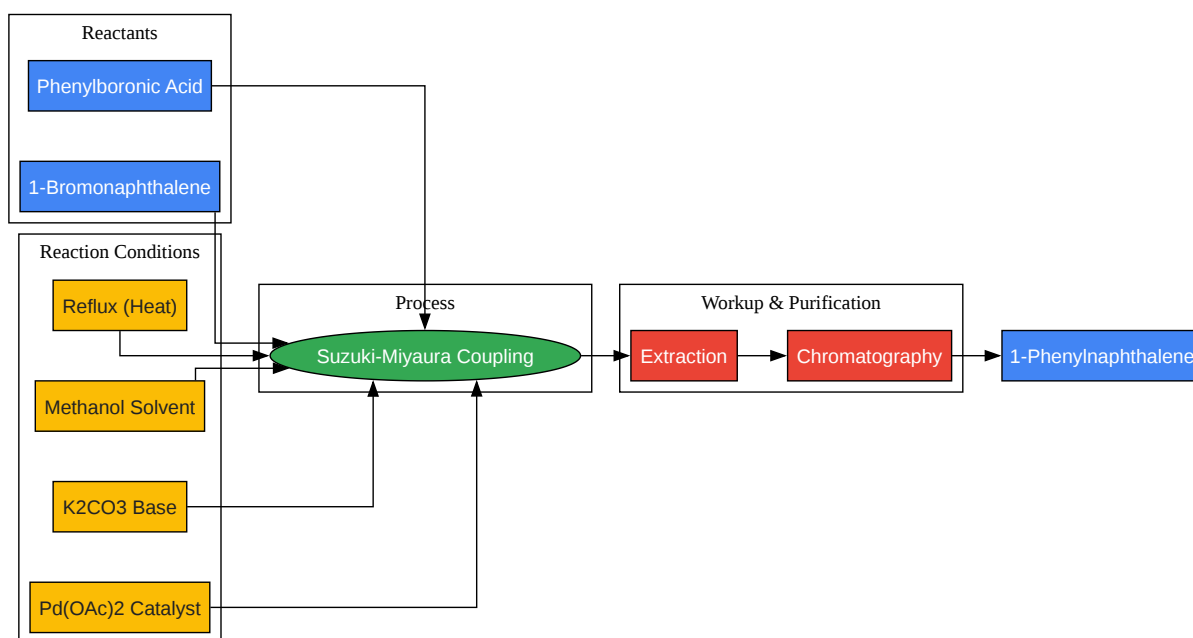 Reactants
Phenylboronic Acid
1-Bromonaphthalene
Reaction Conditions
Reflux (Heat)
Methanol Solvent
K2CO3 Base
Pd(OAc)2 Catalyst
Process
Suzuki-Miyaura Coupling
Workup & Purification
Extraction
Chromatography
1-Phenylnaphthalene